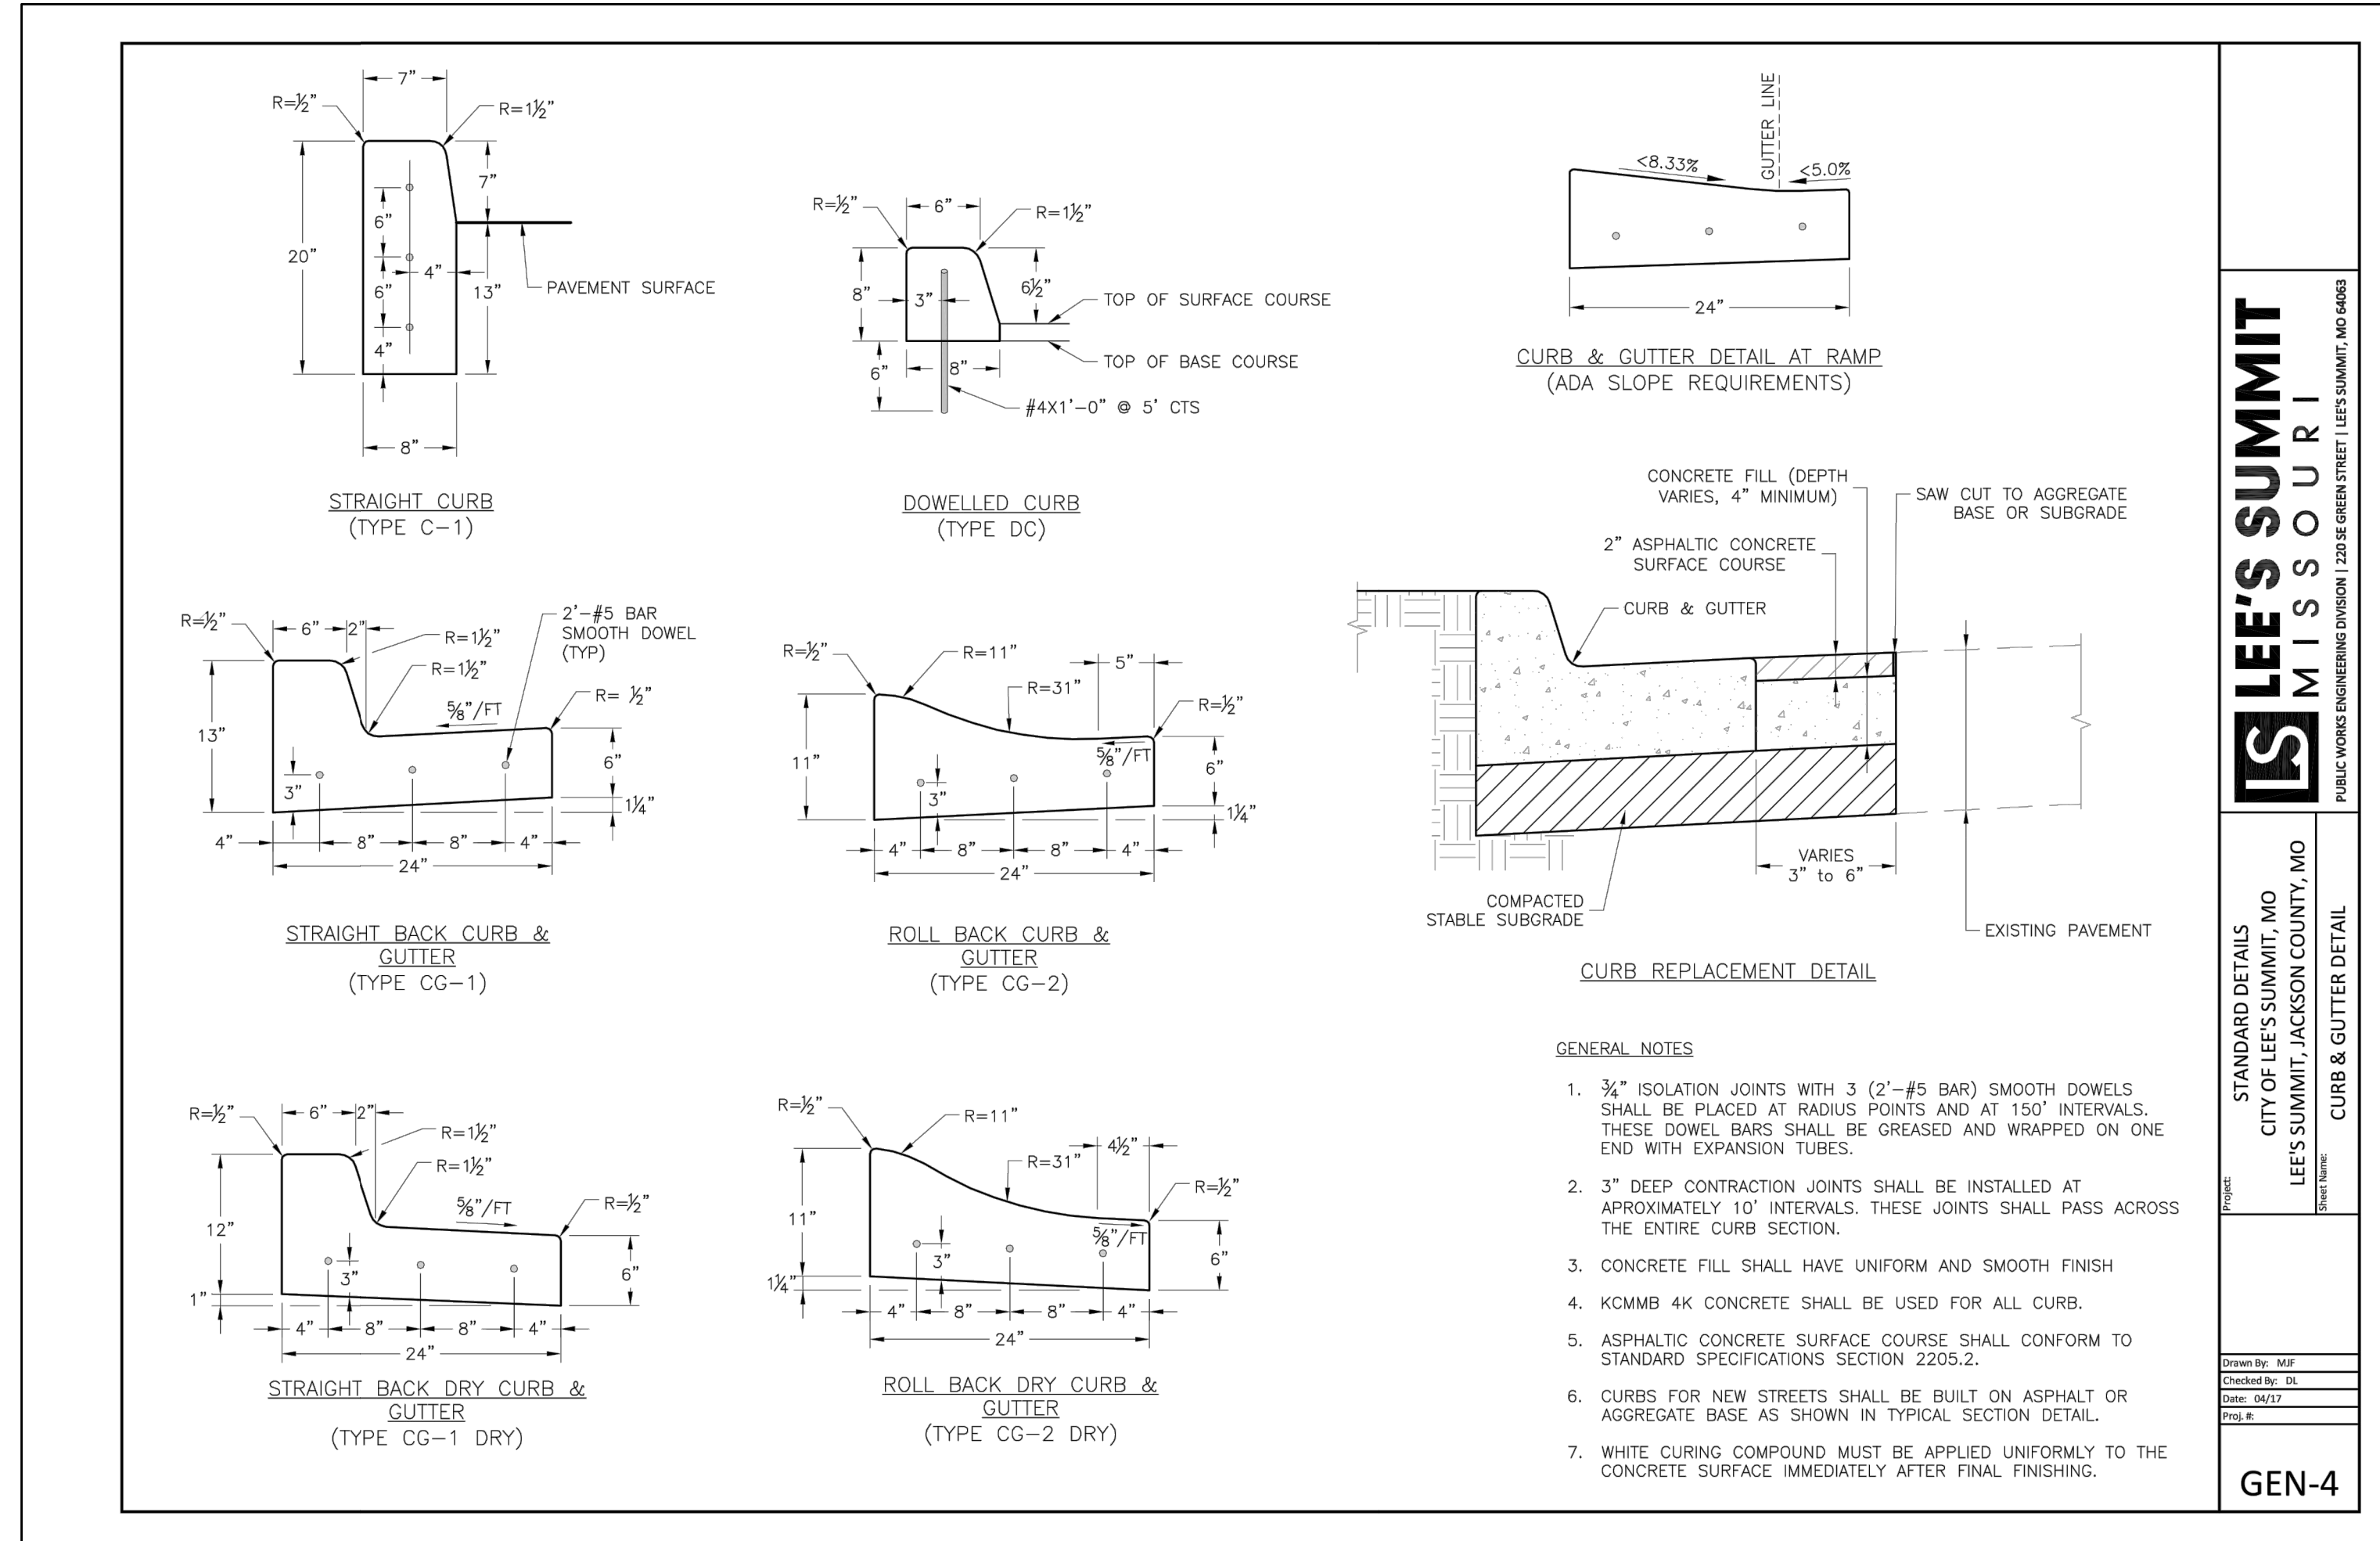 7”
R=½”
R=1½”
7”
6”
20”
4”
6”
13”
PAVEMENT SURFACE
4”
8”
STRAIGHT CURB
(TYPE C-1)
R=½”
6”
R=1½”
8”
3”
6½”
TOP OF SURFACE COURSE
TOP OF BASE COURSE
6”
8”
#4X1’-0” @ 5’ CTS
DOWELLED CURB
(TYPE DC)
GUTTER LINE
<8.33%
<5.0%
24”
CURB & GUTTER DETAIL AT RAMP
(ADA SLOPE REQUIREMENTS)
R=½”
6”
2”
R=1½”
R=1½”
2’-#5 BAR
SMOOTH DOWEL
(TYP)
⅝”/FT
R= ½”
13”
3”
6”
1¼”
4”
8”
8”
4”
24”
STRAIGHT BACK CURB &
GUTTER
(TYPE CG-1)
R=½”
R=11”
R=31”
5”
R=½”
⅝”/FT
11”
3”
6”
1¼”
4”
8”
8”
4”
24”
ROLL BACK CURB &
GUTTER
(TYPE CG-2)
CONCRETE FILL (DEPTH
VARIES, 4” MINIMUM)
SAW CUT TO AGGREGATE
BASE OR SUBGRADE
2” ASPHALTIC CONCRETE
SURFACE COURSE
CURB & GUTTER
VARIES
3” to 6”
COMPACTED
STABLE SUBGRADE
EXISTING PAVEMENT
CURB REPLACEMENT DETAIL
R=½”
6”
2”
R=1½”
R=1½”
⅝”/FT
R=½”
12”
3”
6”
1”
4”
8”
8”
4”
24”
STRAIGHT BACK DRY CURB &
GUTTER
(TYPE CG-1 DRY)
R=½”
R=11”
R=31”
4½”
R=½”
⅝”/FT
11”
3”
6”
1¼”
4”
8”
8”
4”
24”
ROLL BACK DRY CURB &
GUTTER
(TYPE CG-2 DRY)
GENERAL NOTES
1. ¾” ISOLATION JOINTS WITH 3 (2’-#5 BAR) SMOOTH DOWELS
SHALL BE PLACED AT RADIUS POINTS AND AT 150’ INTERVALS.
THESE DOWEL BARS SHALL BE GREASED AND WRAPPED ON ONE
END WITH EXPANSION TUBES.
2. 3” DEEP CONTRACTION JOINTS SHALL BE INSTALLED AT
APROXIMATELY 10’ INTERVALS. THESE JOINTS SHALL PASS ACROSS
THE ENTIRE CURB SECTION.
3. CONCRETE FILL SHALL HAVE UNIFORM AND SMOOTH FINISH
4. KCMMB 4K CONCRETE SHALL BE USED FOR ALL CURB.
5. ASPHALTIC CONCRETE SURFACE COURSE SHALL CONFORM TO
STANDARD SPECIFICATIONS SECTION 2205.2.
6. CURBS FOR NEW STREETS SHALL BE BUILT ON ASPHALT OR
AGGREGATE BASE AS SHOWN IN TYPICAL SECTION DETAIL.
7. WHITE CURING COMPOUND MUST BE APPLIED UNIFORMLY TO THE
CONCRETE SURFACE IMMEDIATELY AFTER FINAL FINISHING.
LS LEE'S SUMMIT
MISSOURI
PUBLIC WORKS ENGINEERING DIVISION | 220 SE GREEN STREET | LEE'S SUMMIT, MO 64063
Project:
STANDARD DETAILS
CITY OF LEE'S SUMMIT, MO
LEE'S SUMMIT, JACKSON COUNTY, MO
Sheet Name:
CURB & GUTTER DETAIL
Drawn By: MJF
Checked By: DL
Date: 04/17
Proj. #:
GEN-4